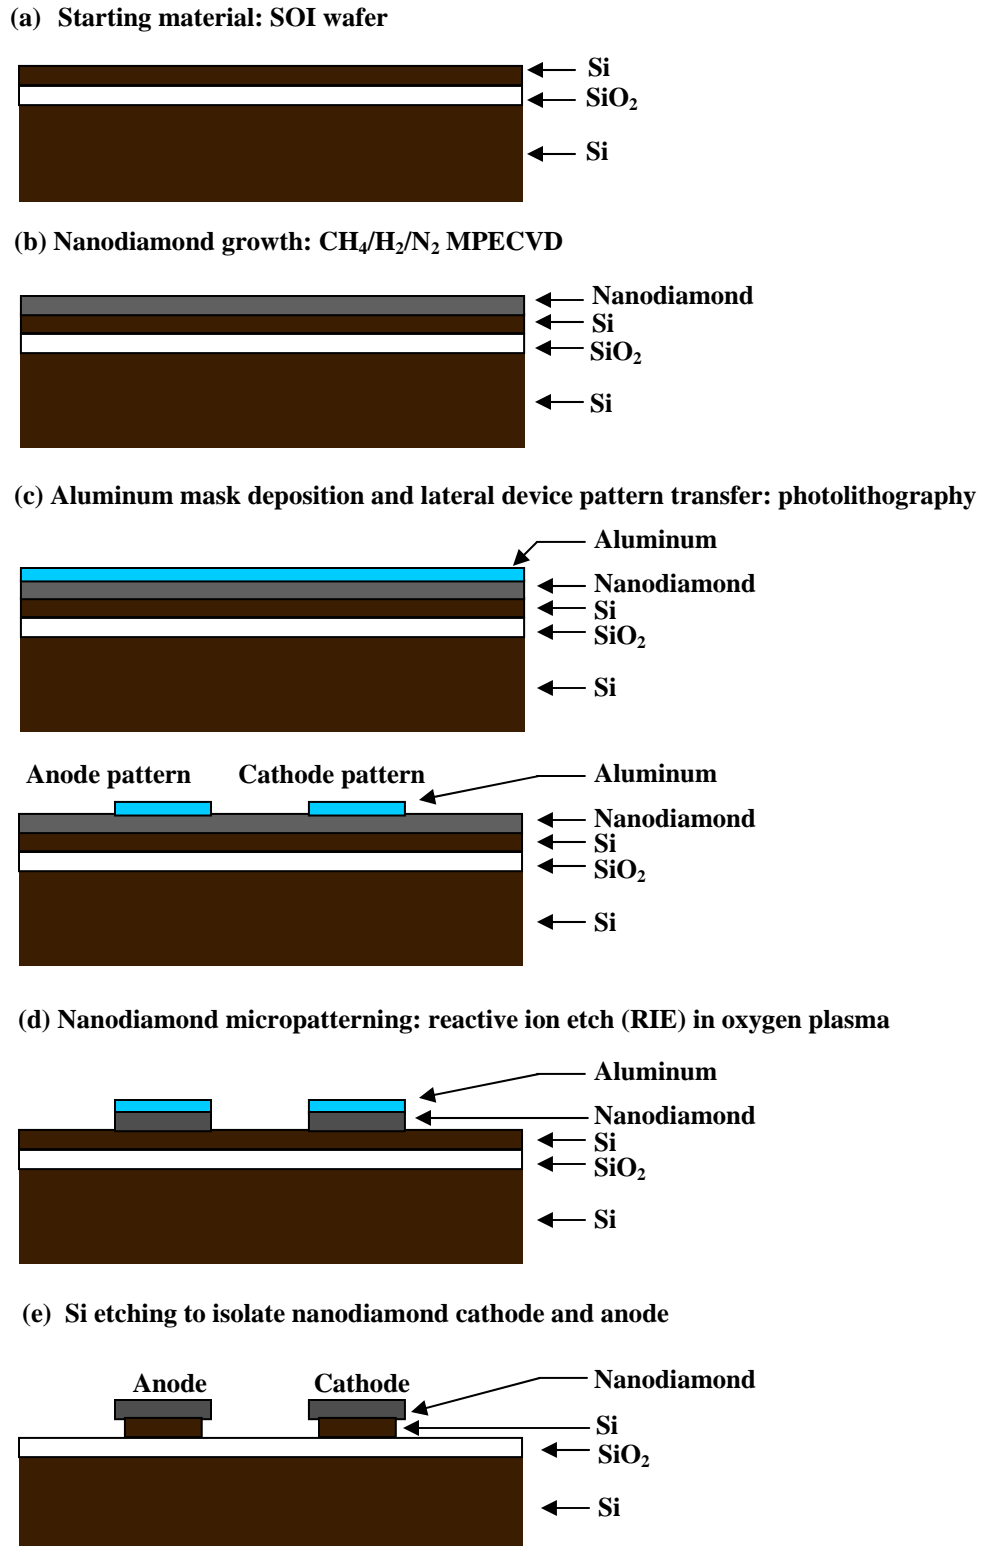 (a) Starting material: SOI wafer
Si
SiO₂
Si
(b) Nanodiamond growth: CH₄/H₂/N₂ MPECVD
Nanodiamond
Si
SiO₂
Si
(c) Aluminum mask deposition and lateral device pattern transfer: photolithography
Aluminum
Nanodiamond
Si
SiO₂
Si
Anode pattern Cathode pattern Aluminum
Nanodiamond
Si
SiO₂
Si
(d) Nanodiamond micropatterning: reactive ion etch (RIE) in oxygen plasma
Aluminum
Nanodiamond
Si
SiO₂
Si
(e) Si etching to isolate nanodiamond cathode and anode
Anode Cathode Nanodiamond
Si
SiO₂
Si